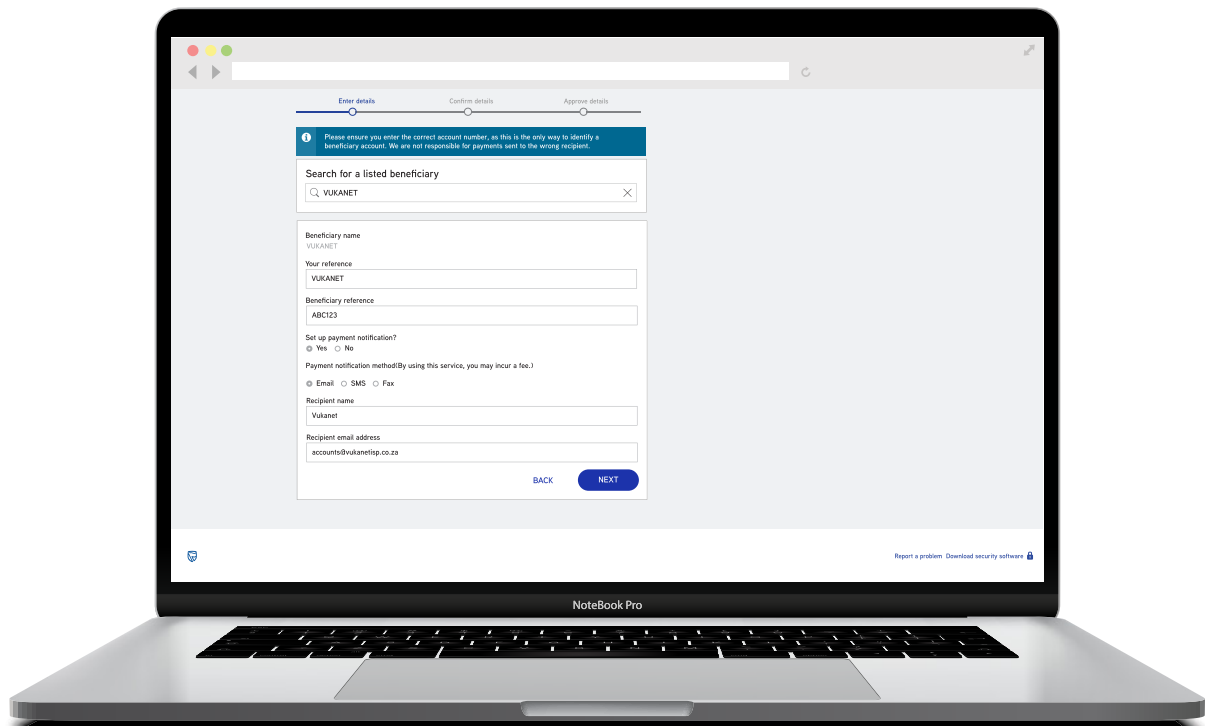 Enter details Confirm details Approve details
Please ensure you enter the correct account number, as this is the only way to identify a
beneficiary account. We are not responsible for payments sent to the wrong recipient.
Search for a listed beneficiary
VUKANET
Beneficiary name
VUKANET
Your reference
VUKANET
Beneficiary reference
ABC123
Set up payment notification?
Yes No
Payment notification method(By using this service, you may incur a fee.)
Email SMS Fax
Recipient name
Vukanet
Recipient email address
accounts@vukanetisp.co.za
BACK NEXT
Report a problem Download security software
NoteBook Pro